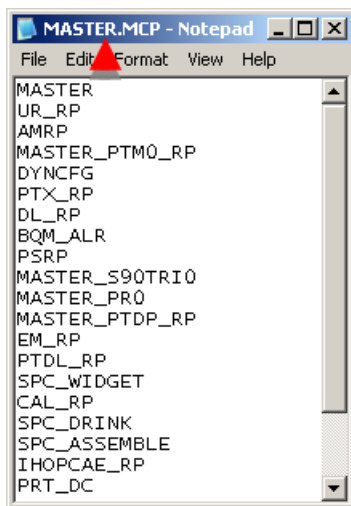 MASTER.MCP - Notepad
File Edit Format View Help
MASTER
UR_RP
AMRP
MASTER_PTM0_RP
DYNCFG
PTX_RP
DL_RP
BQM_ALR
PSRP
MASTER_S90TRIO
MASTER_PRO
MASTER_PTDP_RP
EM_RP
PTDL_RP
SPC_WIDGET
CAL_RP
SPC_DRINK
SPC_ASSEMBLE
IHOPCAE_RP
PRT_DC